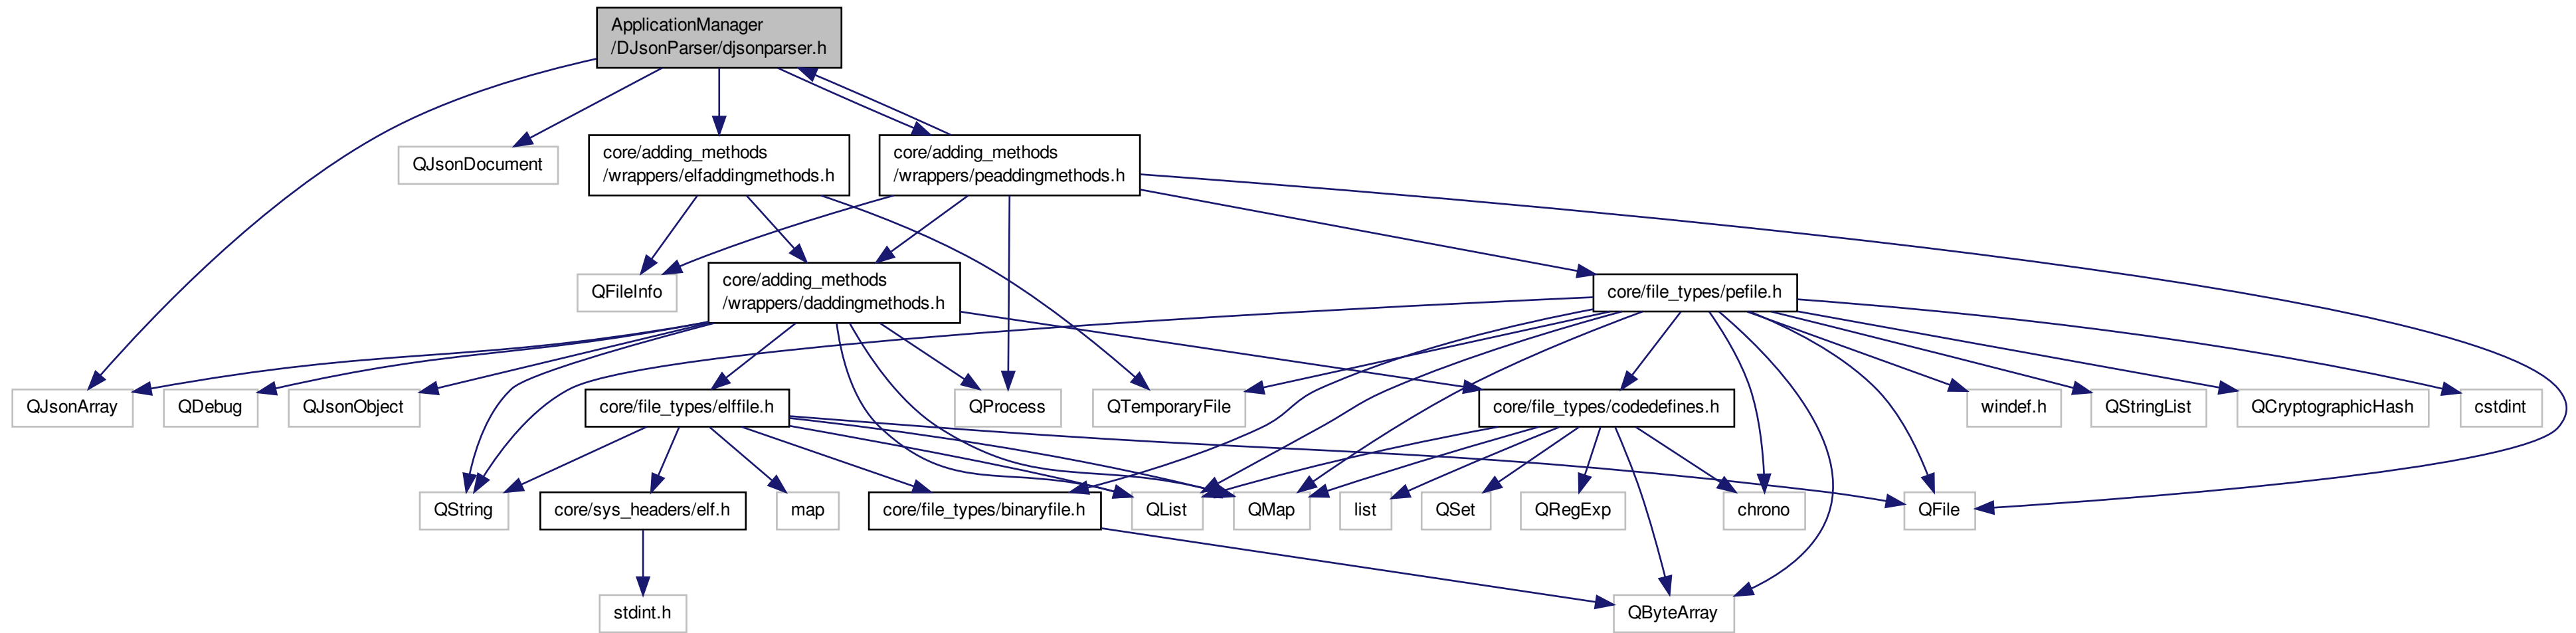 ApplicationManager
/DJsonParser/djsonparser.h
QJsonDocument
core/adding_methods
/wrappers/elfaddingmethods.h
core/adding_methods
/wrappers/peaddingmethods.h
QFileInfo
core/adding_methods
/wrappers/daddingmethods.h
core/file_types/pefile.h
QJsonArray
QDebug
QJsonObject
core/file_types/elffile.h
QProcess
QTemporaryFile
core/file_types/codedefines.h
windef.h
QStringList
QCryptographicHash
cstdint
QString
core/sys_headers/elf.h
map
core/file_types/binaryfile.h
QList
QMap
list
QSet
QRegExp
chrono
QFile
stdint.h
QByteArray